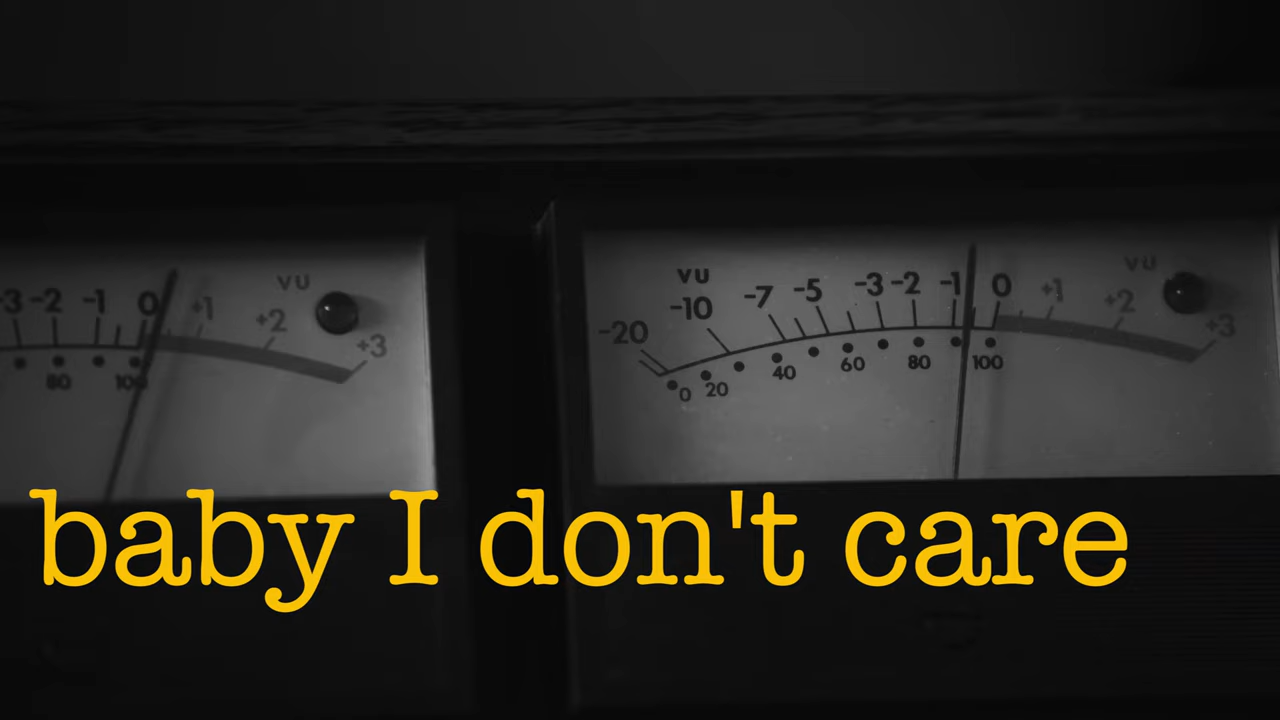 VU
-3 -2 -1 0 +1 +2 +3
80 100
VU VU
-20 -10 -7 -5 -3 -2 -1 0 +1 +2 +3
0 20 40 60 80 100
baby I don't care